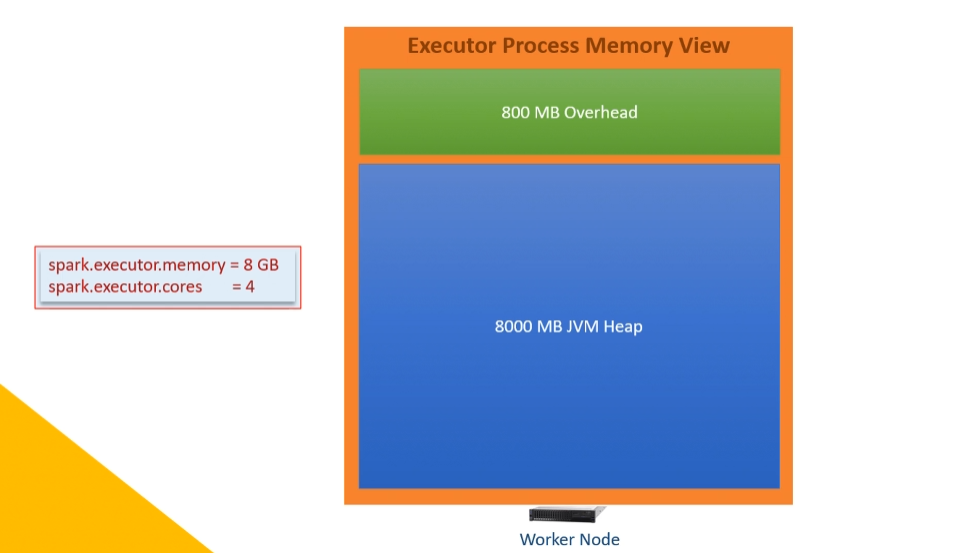 Executor Process Memory View
800 MB Overhead
spark.executor.memory = 8 GB
spark.executor.cores = 4
8000 MB JVM Heap
Worker Node